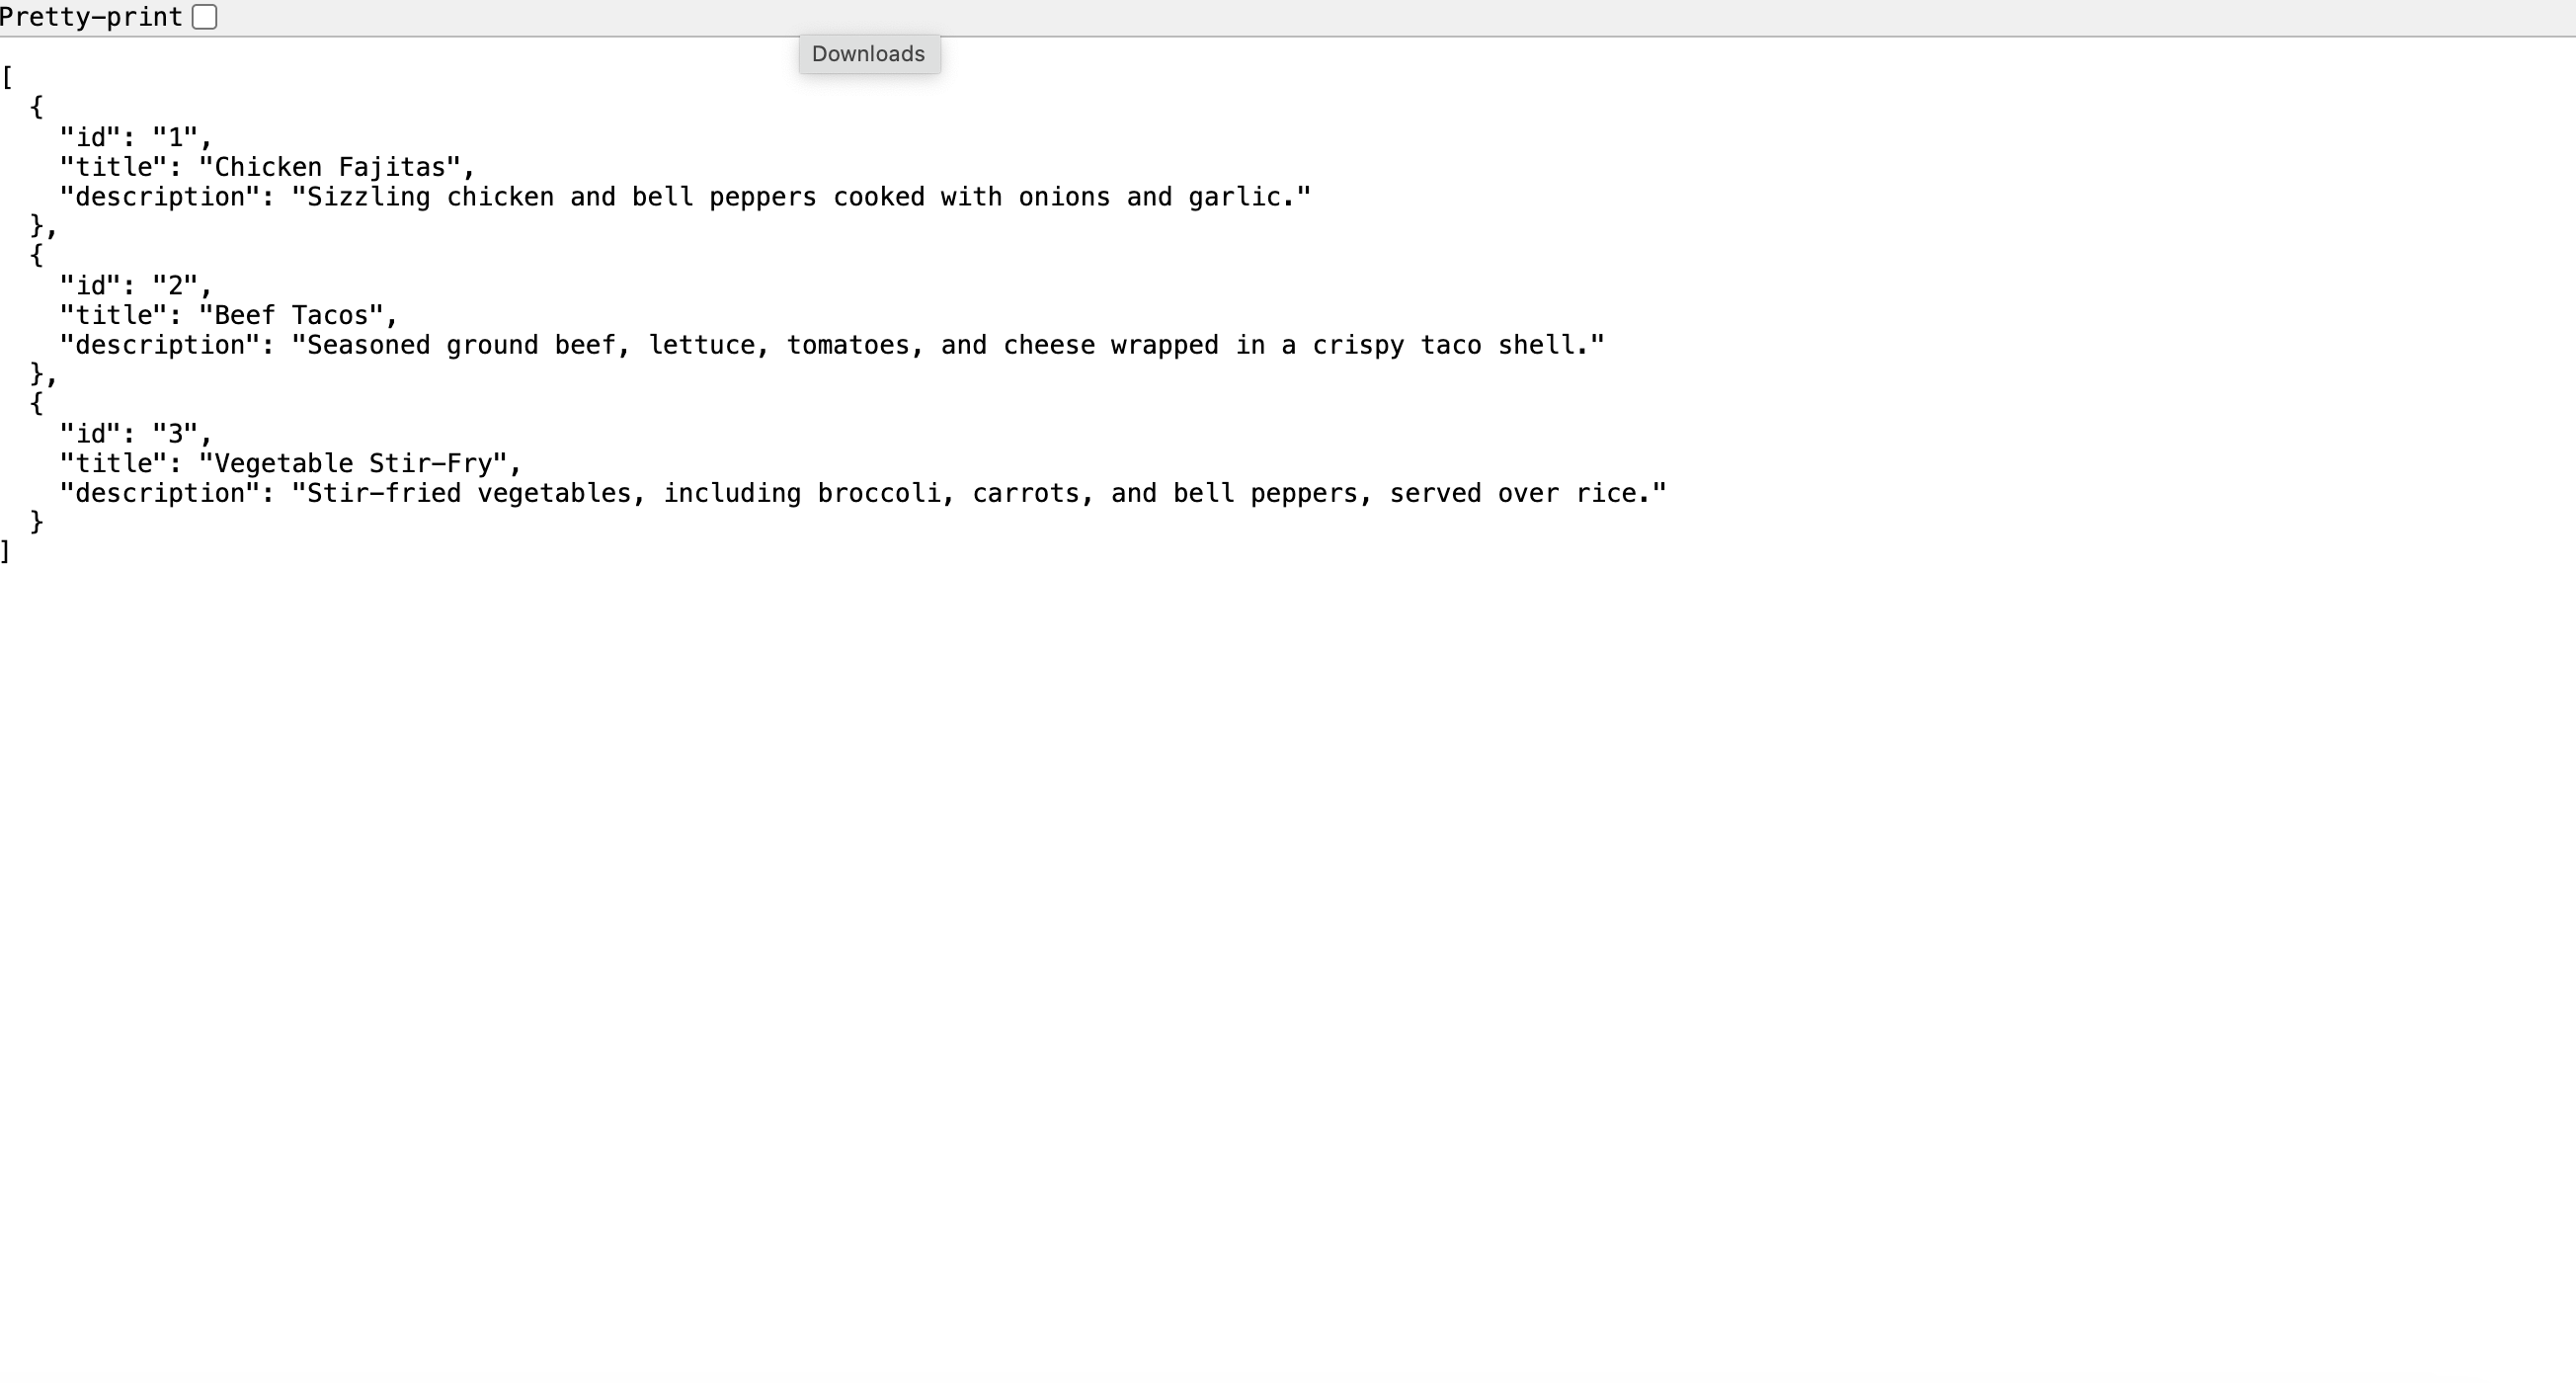 Pretty-print
Downloads
[
  {
    "id": "1",
    "title": "Chicken Fajitas",
    "description": "Sizzling chicken and bell peppers cooked with onions and garlic."
  },
  {
    "id": "2",
    "title": "Beef Tacos",
    "description": "Seasoned ground beef, lettuce, tomatoes, and cheese wrapped in a crispy taco shell."
  },
  {
    "id": "3",
    "title": "Vegetable Stir-Fry",
    "description": "Stir-fried vegetables, including broccoli, carrots, and bell peppers, served over rice."
  }
]